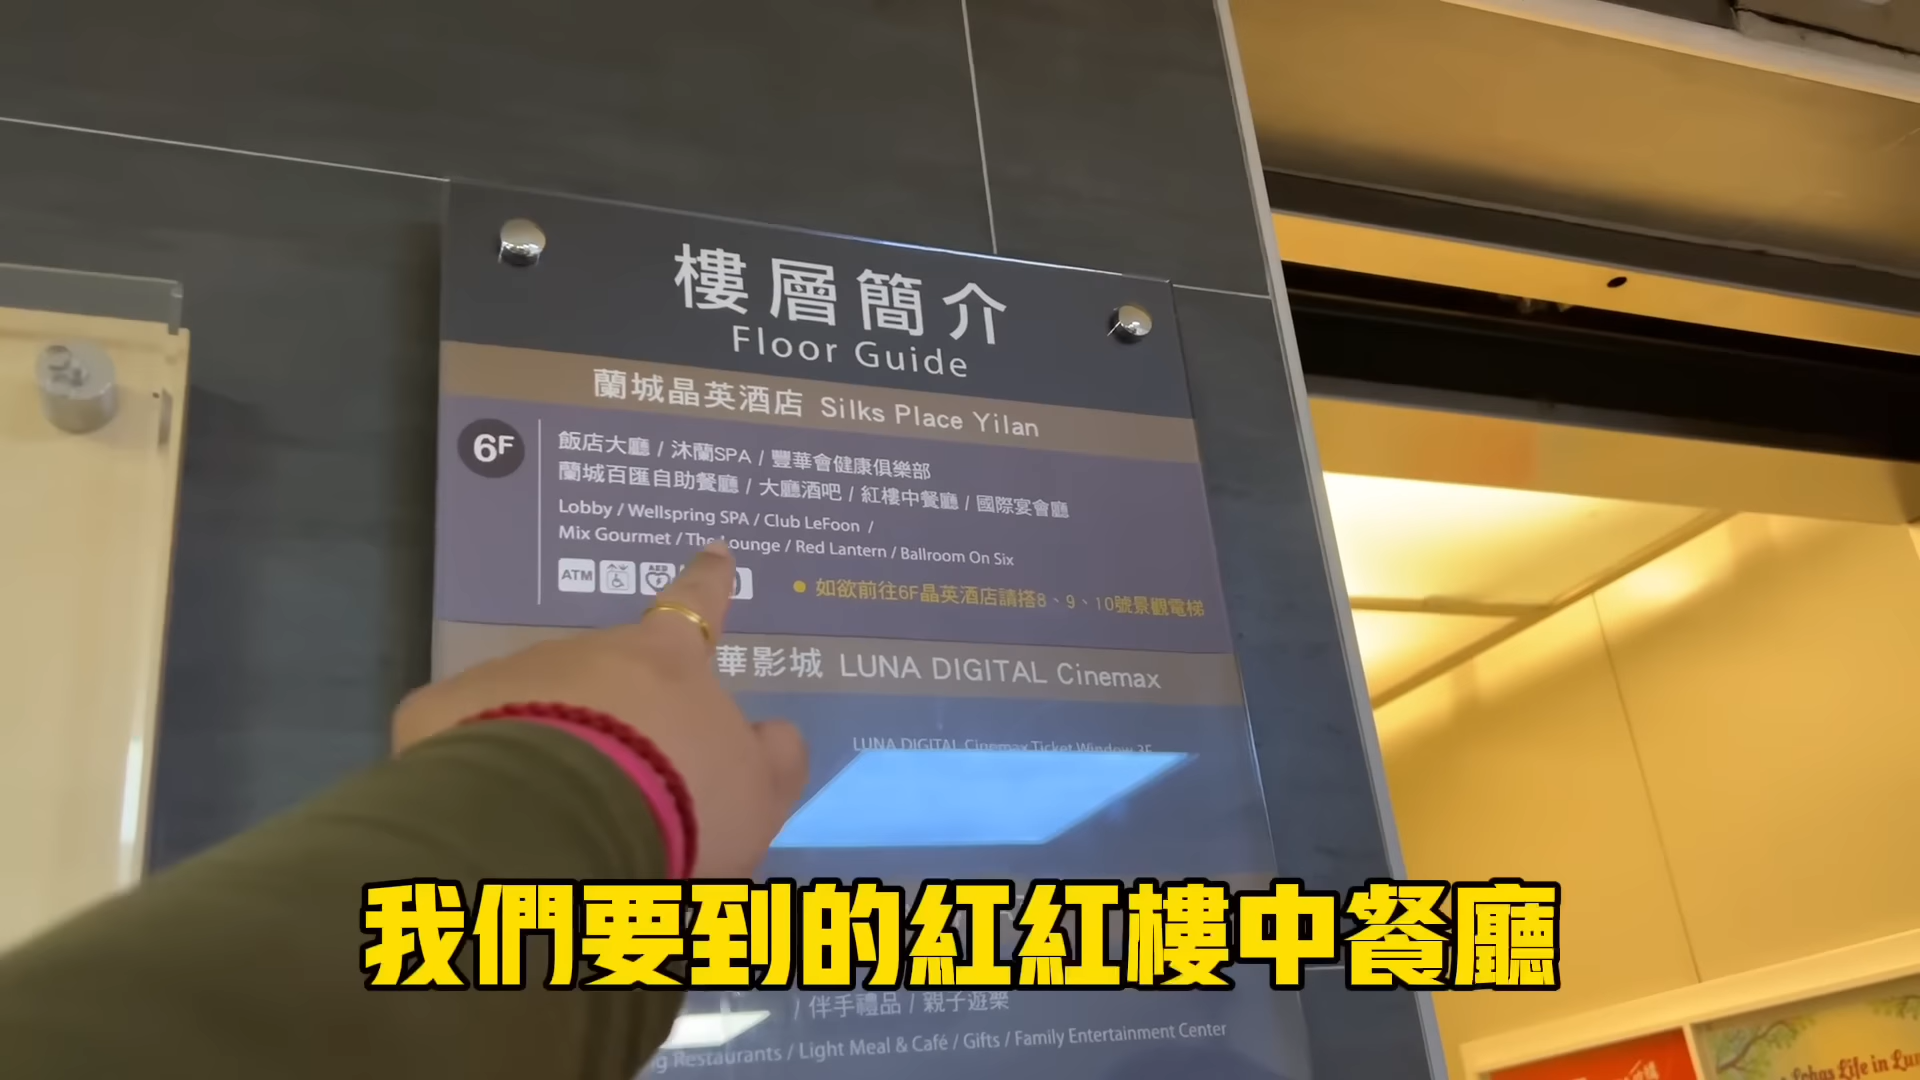 樓層簡介
Floor Guide
蘭城晶英酒店 Silks Place Yilan
6F
飯店大廳 / 沐蘭SPA / 豐華會健康俱樂部
蘭城百匯自助餐廳 / 大廳酒吧 / 紅樓中餐廳 / 國際宴會廳
Lobby / Wellspring SPA / Club LeFoon /
Mix Gourmet / The Lounge / Red Lantern / Ballroom On Six
ATM AED
如欲前往6F晶英酒店請搭8、9、10號景觀電梯
華影城 LUNA DIGITAL Cinemax
LUNA DIGITAL Cinemax Ticket Window 3F
我們要到的紅紅樓中餐廳
/ 伴手禮品 / 親子遊樂
Restaurants / Light Meal & Café / Gifts / Family Entertainment Center
Life in